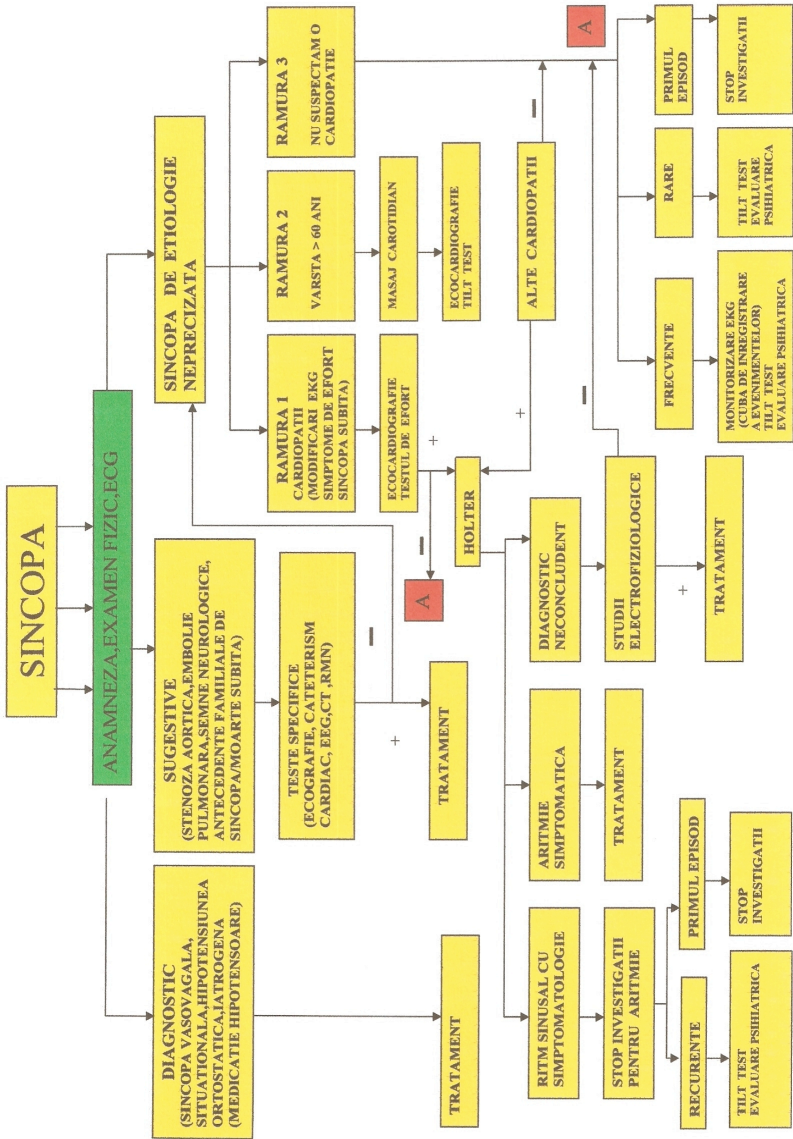 SINCOPA
ANAMNEZA,EXAMEN FIZIC,ECG
DIAGNOSTIC
(SINCOPA VASOVAGALA,
SITUATIONALA,HIPOTENSIUNEA
ORTOSTATICA,IATROGENA
(MEDICATIE HIPOTENSOARE)
TRATAMENT
SUGESTIVE
(STENOZA AORTICA,EMBOLIE
PULMONARA,SEMNE NEUROLOGICE,
ANTECEDENTE FAMILIALE DE
SINCOPA/MOARTE SUBITA)
TESTE SPECIFICE
(ECOGRAFIE, CATETERISM
CARDIAC, EEG,CT ,RMN)
+
–
TRATAMENT
SINCOPA DE ETIOLOGIE
NEPRECIZATA
RAMURA 1
CARDIOPATII
(MODIFICARI EKG
SIMPTOME DE EFORT
SINCOPA SUBITA)
ECOCARDIOGRAFIE
TESTUL DE EFORT
–
+
A
HOLTER
RAMURA 2
VARSTA > 60 ANI
MASAJ CAROTIDIAN
ECOCARDIOGRAFIE
TILT TEST
RAMURA 3
NU SUSPECTAM O
CARDIOPATIE
ALTE CARDIOPATII
+
–
A
RITM SINUSAL CU
SIMPTOMATOLOGIE
STOP INVESTIGATII
PENTRU ARITMIE
RECURENTE
TILT TEST
EVALUARE PSIHIATRICA
PRIMUL EPISOD
STOP
INVESTIGATII
ARITMIE
SIMPTOMATICA
TRATAMENT
DIAGNOSTIC
NECONCLUDENT
STUDII
ELECTROFIZIOLOGICE
+
–
TRATAMENT
FRECVENTE
MONITORIZARE EKG
(CUBA DE INREGISTRARE
A EVENIMENTELOR)
TILT TEST
EVALUARE PSIHIATRICA
RARE
TILT TEST
EVALUARE
PSIHIATRICA
PRIMUL
EPISOD
STOP
INVESTIGATII